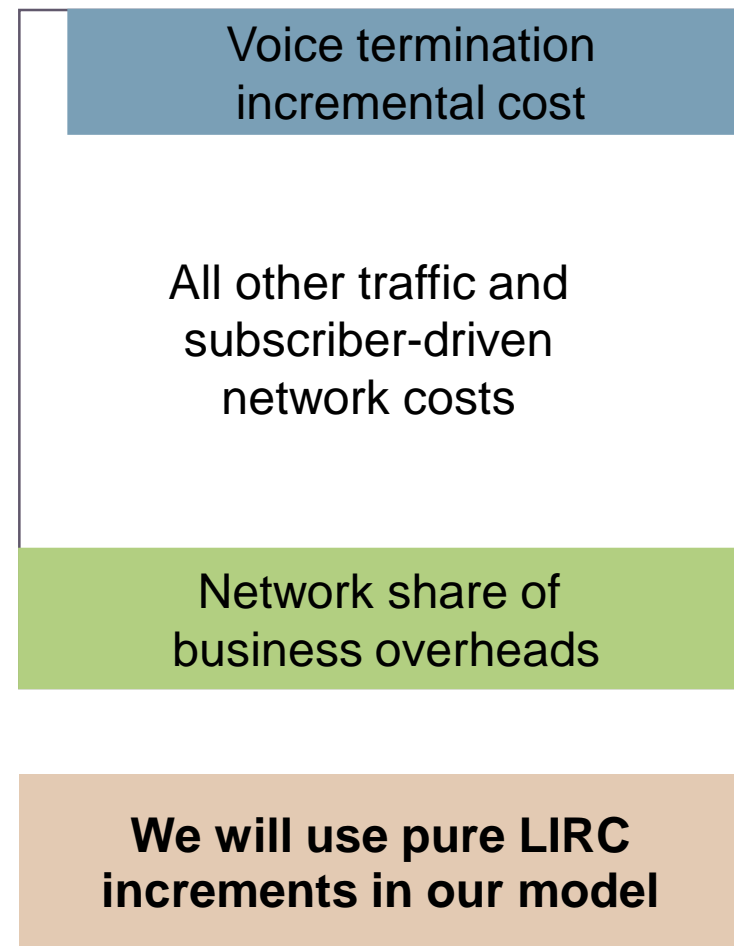 Voice termination
incremental cost
All other traffic and
subscriber-driven
network costs
Network share of
business overheads
We will use pure LIRC
increments in our model